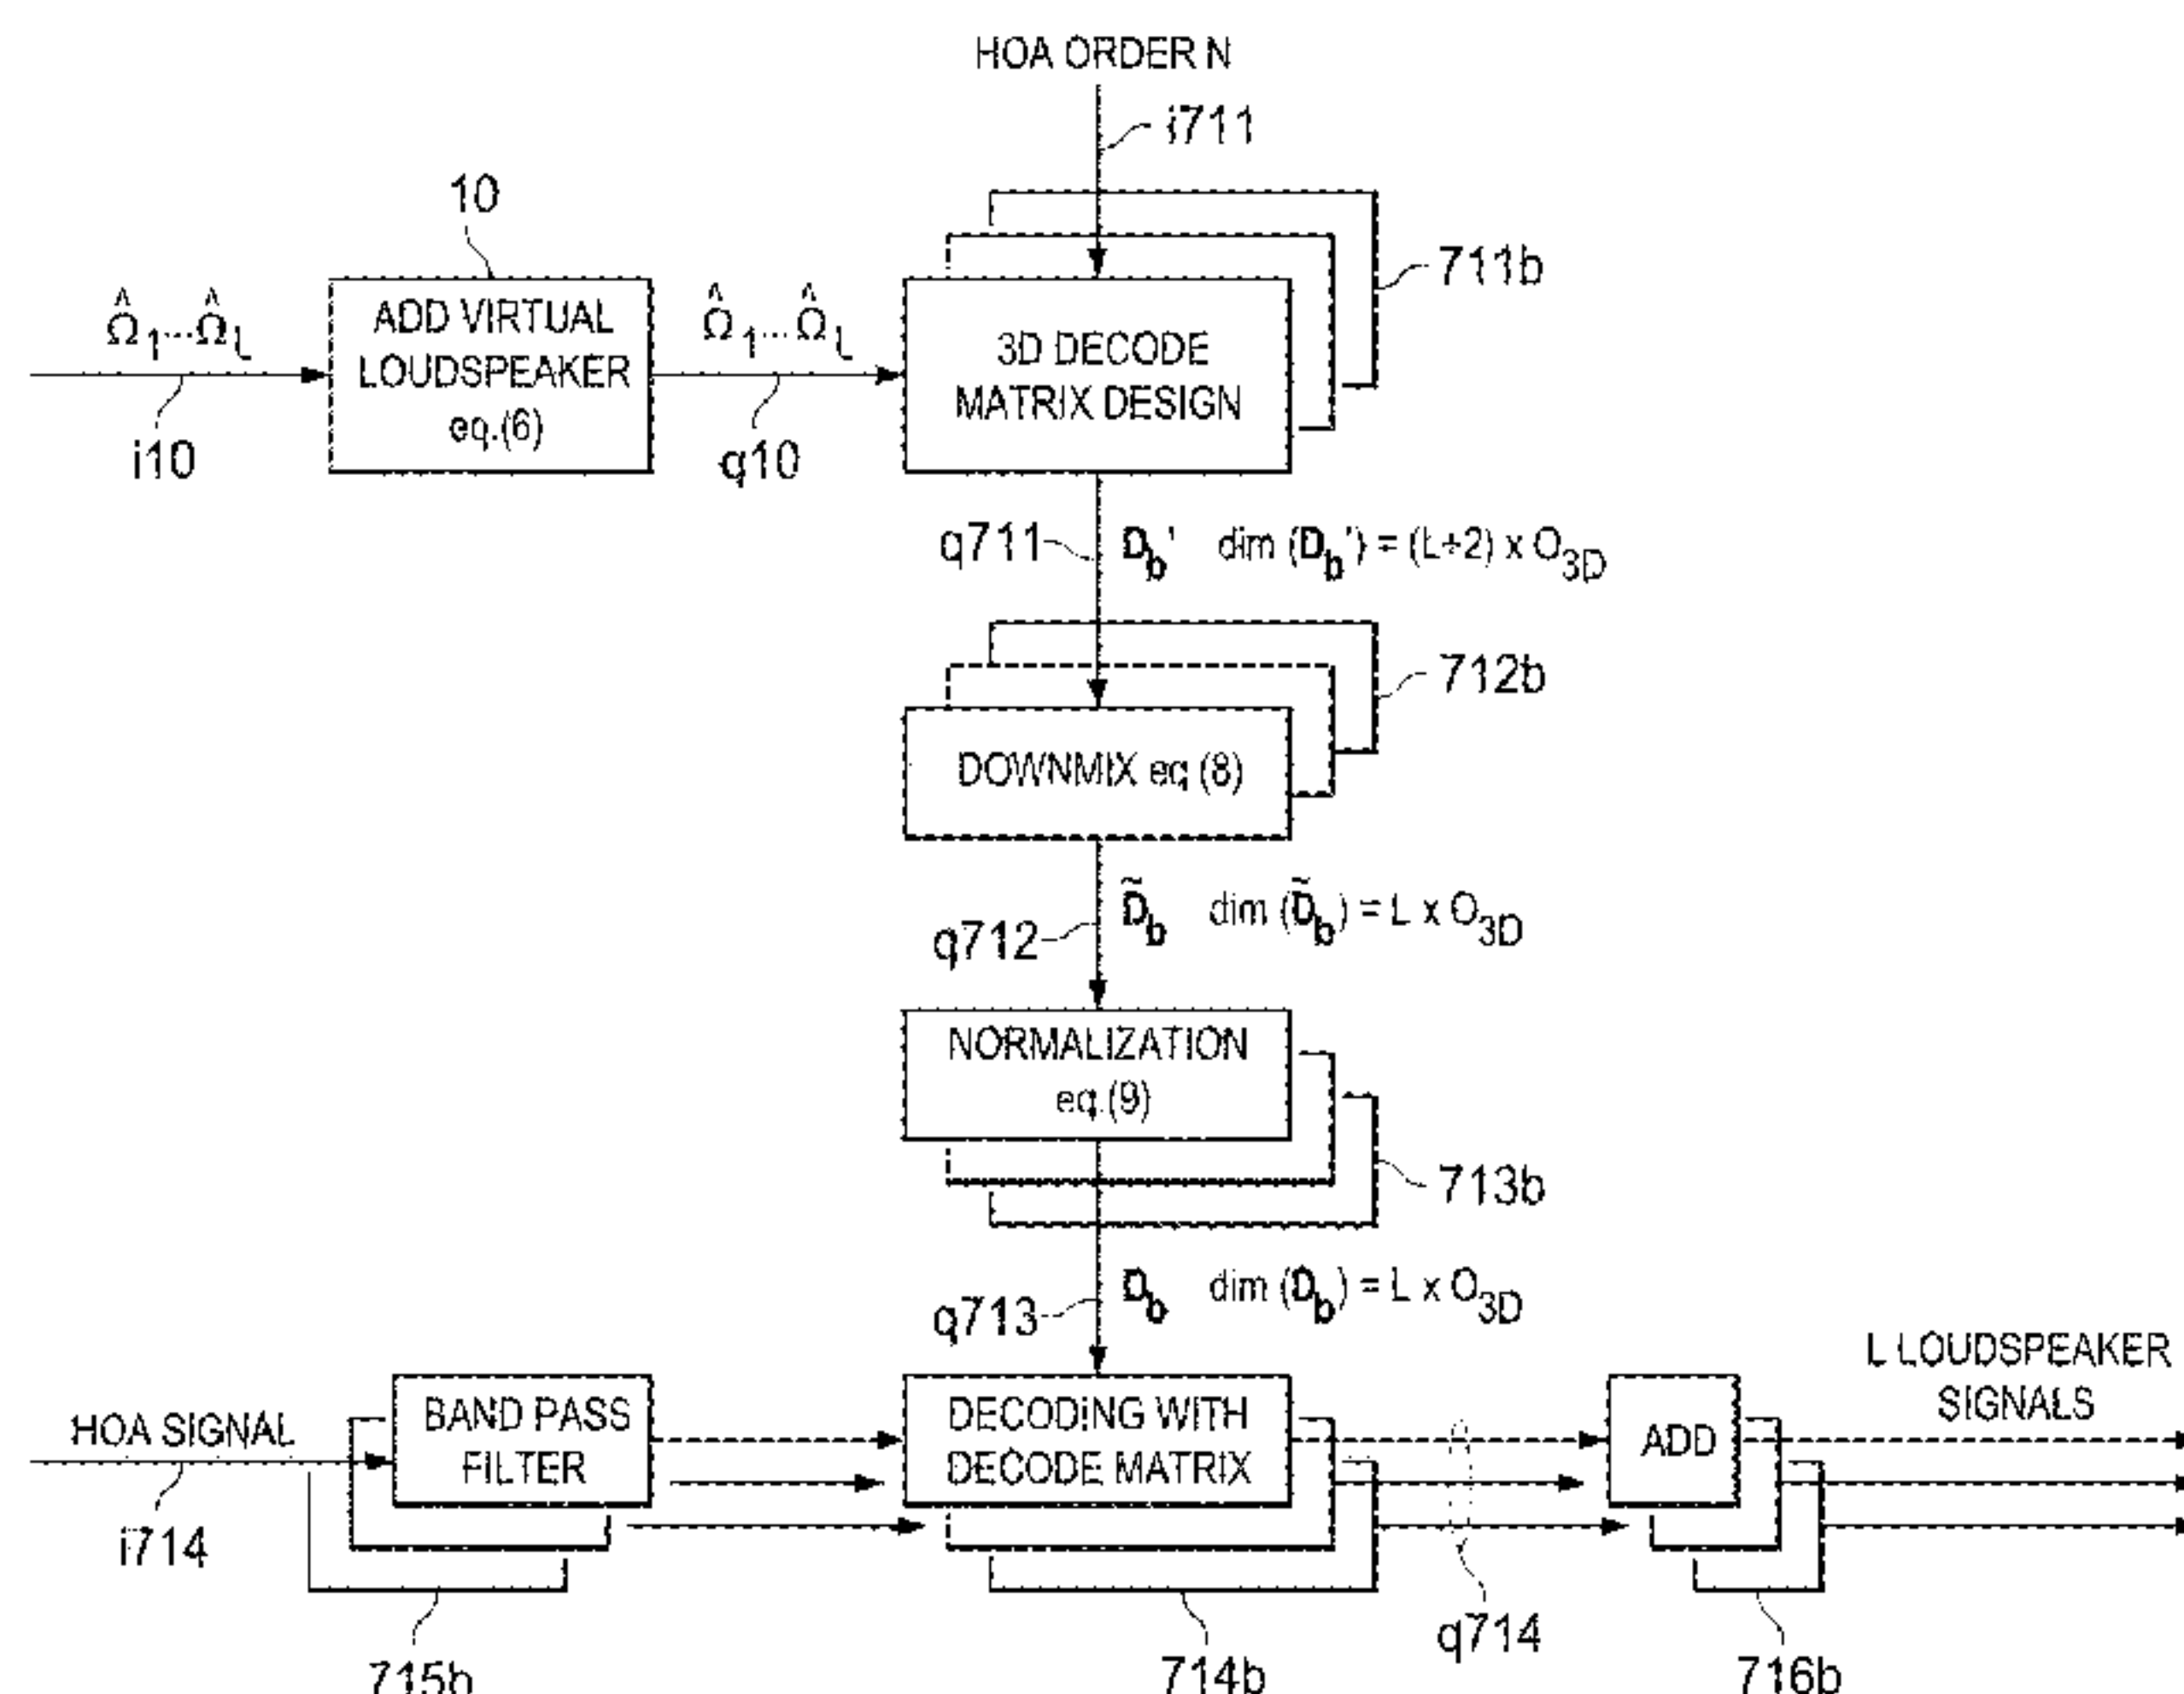 HOA ORDER N
i711
10
711b
Ω̂1...Ω̂L
ADD VIRTUAL
LOUDSPEAKER
eq.(6)
Ω̂1...Ω̂L
3D DECODE
MATRIX DESIGN
i10
q10
q711
Db' dim (Db') = (L+2) x O3D
712b
DOWNMIX eq (8)
q712
D̃b dim (D̃b) = L x O3D
NORMALIZATION
eq.(9)
713b
q713
Db dim (Db) = L x O3D
L LOUDSPEAKER
SIGNALS
HOA SIGNAL
BAND PASS
FILTER
DECODING WITH
DECODE MATRIX
ADD
i714
q714
715b
714b
716b